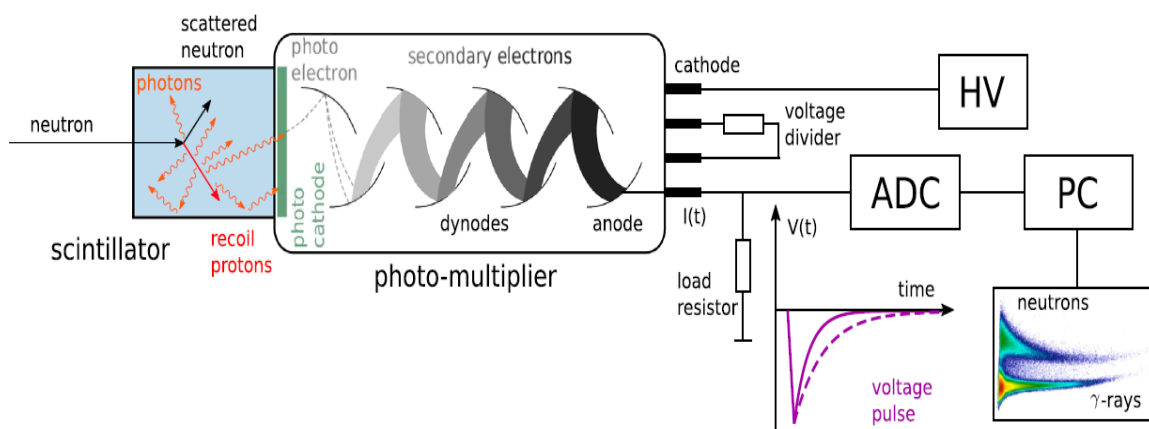 scattered
neutron
photons
neutron
scintillator
recoil
protons
photo
electron
secondary electrons
photo
cathode
dynodes
anode
photo-multiplier
cathode
voltage
divider
HV
I(t)
ADC
PC
load
resistor
V(t)
time
voltage
pulse
neutrons
γ-rays